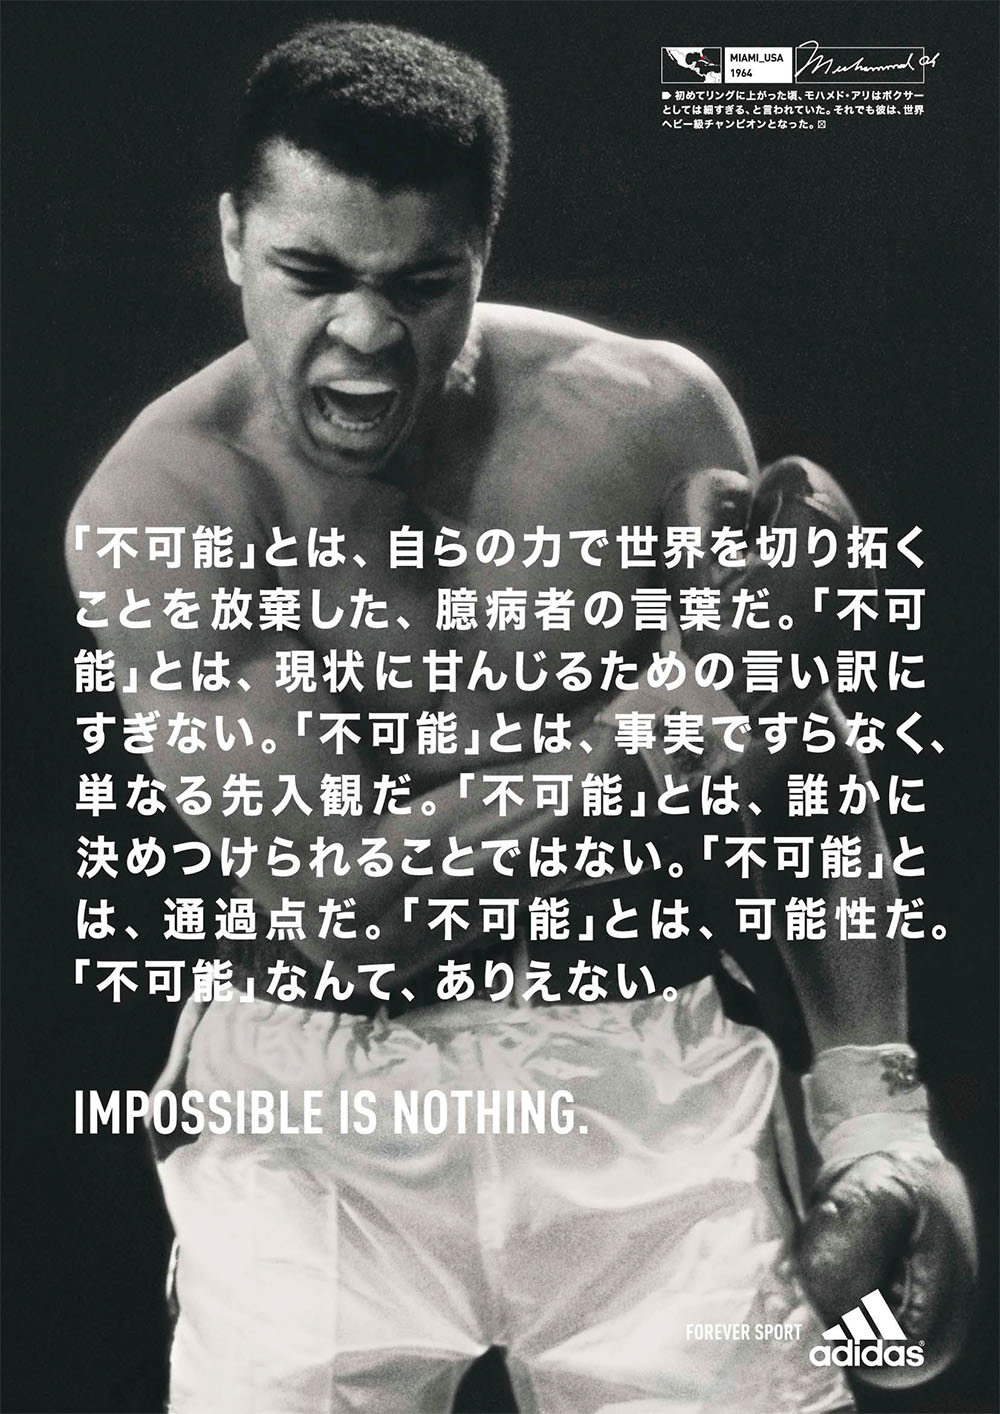 MIAMI_USA
1964
Muhammad Ali
初めてリングに上がった頃、モハメド・アリはボクサー
としては細すぎる、と言われていた。それでも彼は、世界
ヘビー級チャンピオンとなった。
「不可能」とは、自らの力で世界を切り拓く
ことを放棄した、臆病者の言葉だ。「不可
能」とは、現状に甘んじるための言い訳に
すぎない。「不可能」とは、事実ですらなく、
単なる先入観だ。「不可能」とは、誰かに
決めつけられることではない。「不可能」と
は、通過点だ。「不可能」とは、可能性だ。
「不可能」なんて、ありえない。
IMPOSSIBLE IS NOTHING.
FOREVER SPORT
adidas®